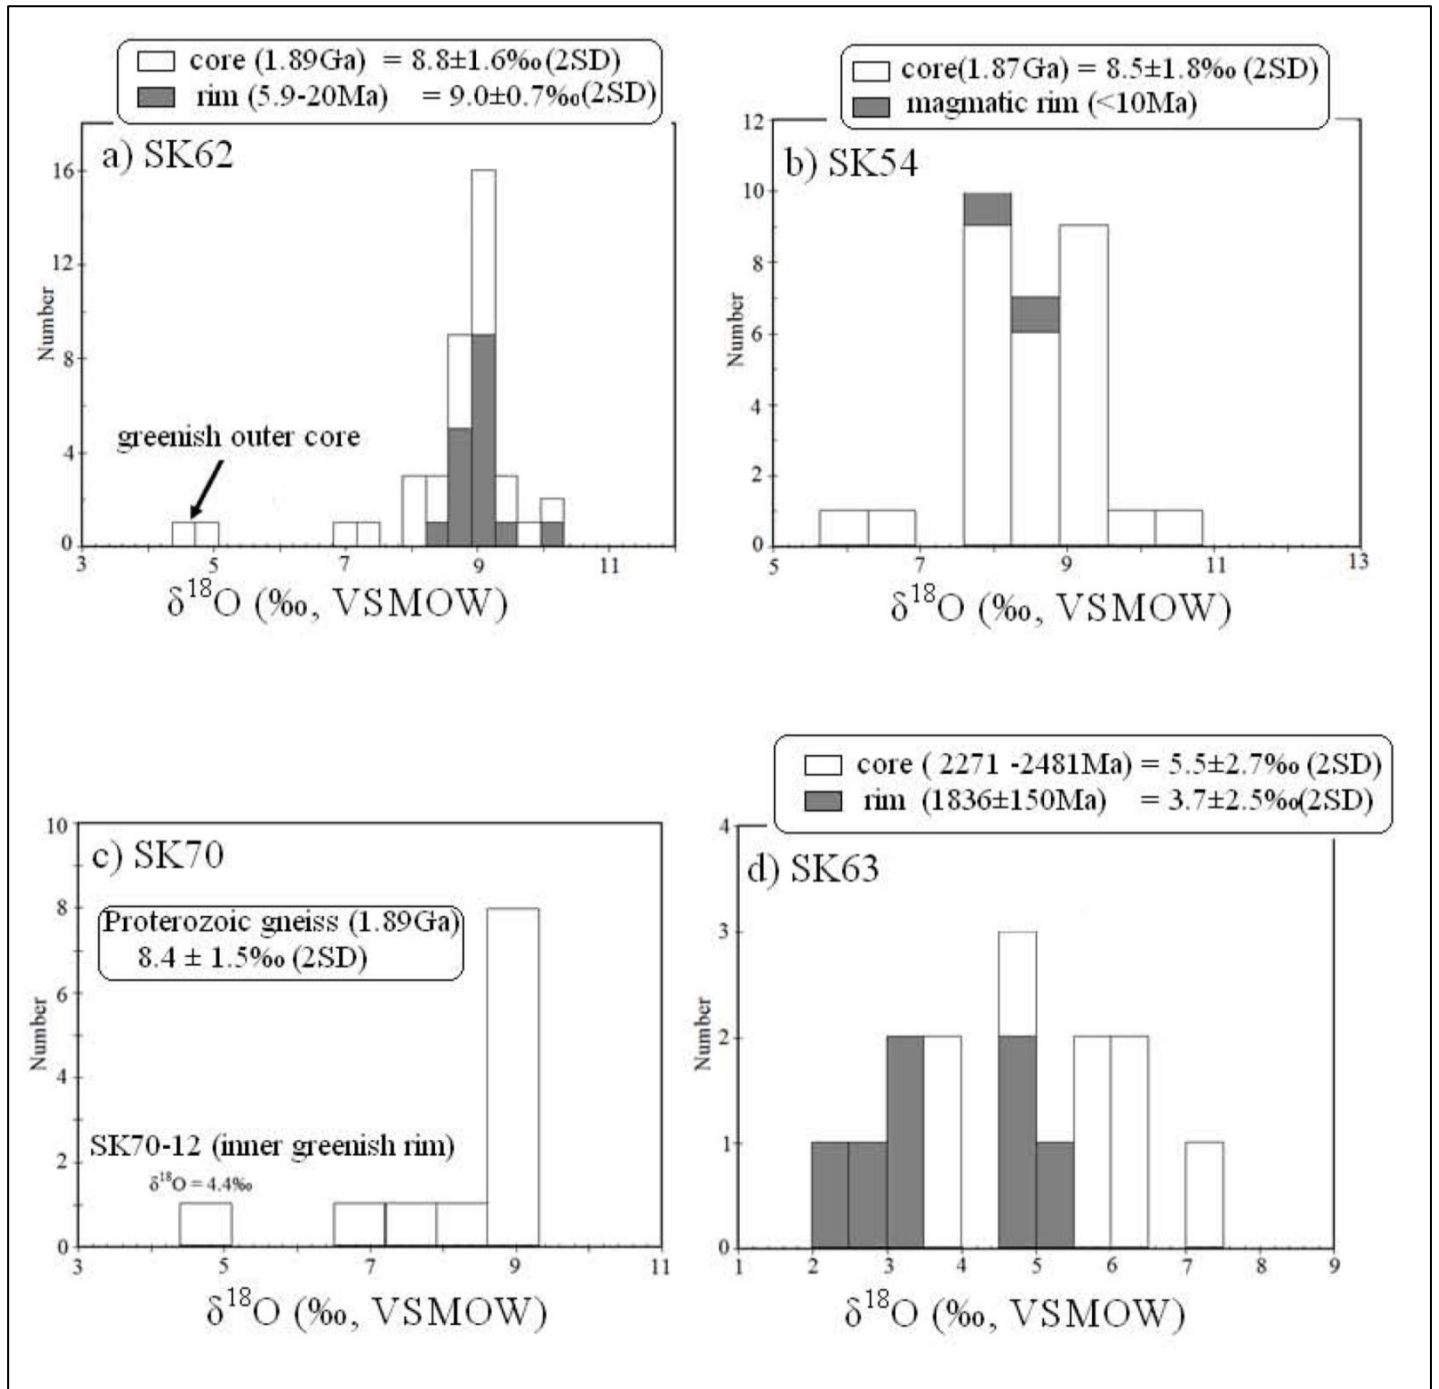 core (1.89Ga) = 8.8±1.6‰ (2SD)
rim (5.9-20Ma) = 9.0±0.7‰(2SD)
a) SK62
16
12
8
4
0
Number
greenish outer core
3 5 7 9 11
δ¹⁸O (‰, VSMOW)
core(1.87Ga) = 8.5±1.8‰ (2SD)
magmatic rim (<10Ma)
b) SK54
12
10
8
6
4
2
0
Number
5 7 9 11 13
δ¹⁸O (‰, VSMOW)
c) SK70
Proterozoic gneiss (1.89Ga)
8.4 ± 1.5‰ (2SD)
10
8
6
4
2
0
Number
SK70-12 (inner greenish rim)
δ¹⁸O = 4.4‰
3 5 7 9 11
δ¹⁸O (‰, VSMOW)
core ( 2271 -2481Ma) = 5.5±2.7‰ (2SD)
rim (1836±150Ma) = 3.7±2.5‰(2SD)
d) SK63
4
3
2
1
0
Number
1 2 3 4 5 6 7 8 9
δ¹⁸O (‰, VSMOW)